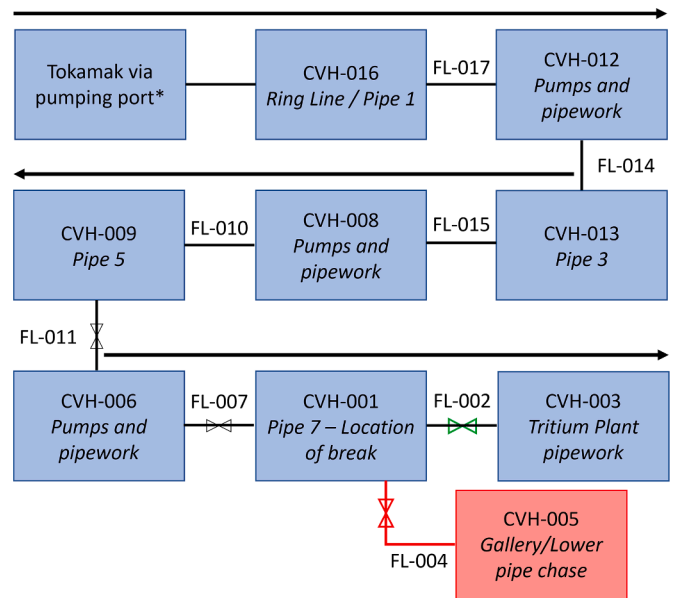 Tokamak via
pumping port*
CVH-016
Ring Line / Pipe 1
FL-017
CVH-012
Pumps and
pipework
FL-014
CVH-009
Pipe 5
FL-010
CVH-008
Pumps and
pipework
FL-015
CVH-013
Pipe 3
FL-011
CVH-006
Pumps and
pipework
FL-007
CVH-001
Pipe 7 – Location
of break
FL-002
CVH-003
Tritium Plant
pipework
FL-004
CVH-005
Gallery/Lower
pipe chase